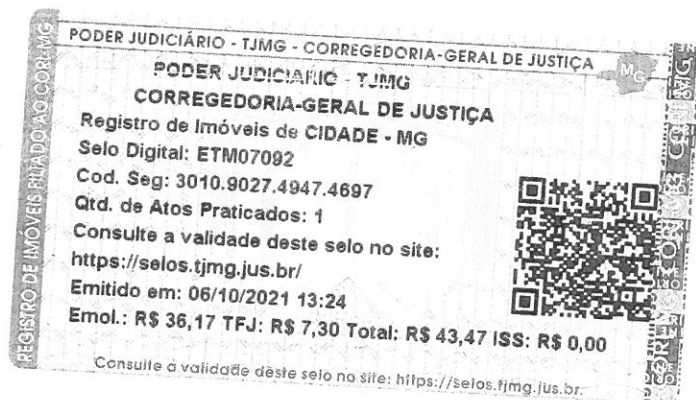 PODER JUDICIÁRIO - TJMG - CORREGEDORIA-GERAL DE JUSTIÇA
MG
PODER JUDICIÁRIO - TJMG
CORREGEDORIA-GERAL DE JUSTIÇA
Registro de Imóveis de CIDADE - MG
Selo Digital: ETM07092
Cod. Seg: 3010.9027.4947.4697
Qtd. de Atos Praticados: 1
Consulte a validade deste selo no site:
https://selos.tjmg.jus.br/
Emitido em: 06/10/2021 13:24
Emol.: R$ 36,17 TFJ: R$ 7,30 Total: R$ 43,47 ISS: R$ 0,00
Consulte a validade deste selo no site: https://selos.tjmg.jus.br.
REGISTRO DE IMÓVEIS FILIADO AO CORI-MG